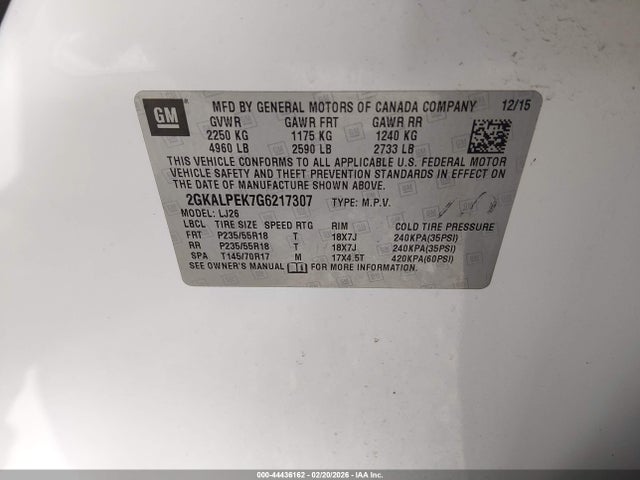 GM
MFD BY GENERAL MOTORS OF CANADA COMPANY 12/15
GVWR GAWR FRT GAWR RR
2250 KG 1175 KG 1240 KG
4960 LB 2590 LB 2733 LB
THIS VEHICLE CONFORMS TO ALL APPLICABLE U.S. FEDERAL MOTOR
VEHICLE SAFETY AND THEFT PREVENTION STANDARDS IN EFFECT
ON THE DATE OF MANUFACTURE SHOWN ABOVE.
2GKALPEK7G6217307 TYPE: M.P.V.
MODEL: LJ26
LBCL TIRE SIZE SPEED RTG RIM COLD TIRE PRESSURE
FRT P235/55R18 T 18X7J 240KPA(35PSI)
RR P235/55R18 T 18X7J 240KPA(35PSI)
SPA T145/70R17 M 17X4.5T 420KPA(60PSI)
SEE OWNER'S MANUAL FOR MORE INFORMATION.
000-44436162 - 02/20/2026 - IAAI Inc.